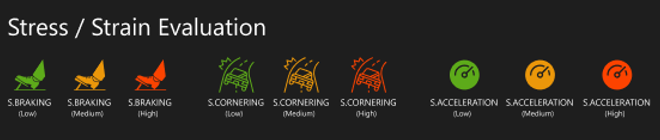 Stress / Strain Evaluation
S.BRAKING S.BRAKING S.BRAKING S.CORNERING S.CORNERING S.CORNERING S.ACCELERATION S.ACCELERATION S.ACCELERATION
(Low) (Medium) (High) (Low) (Medium) (High) (Low) (Medium) (High)